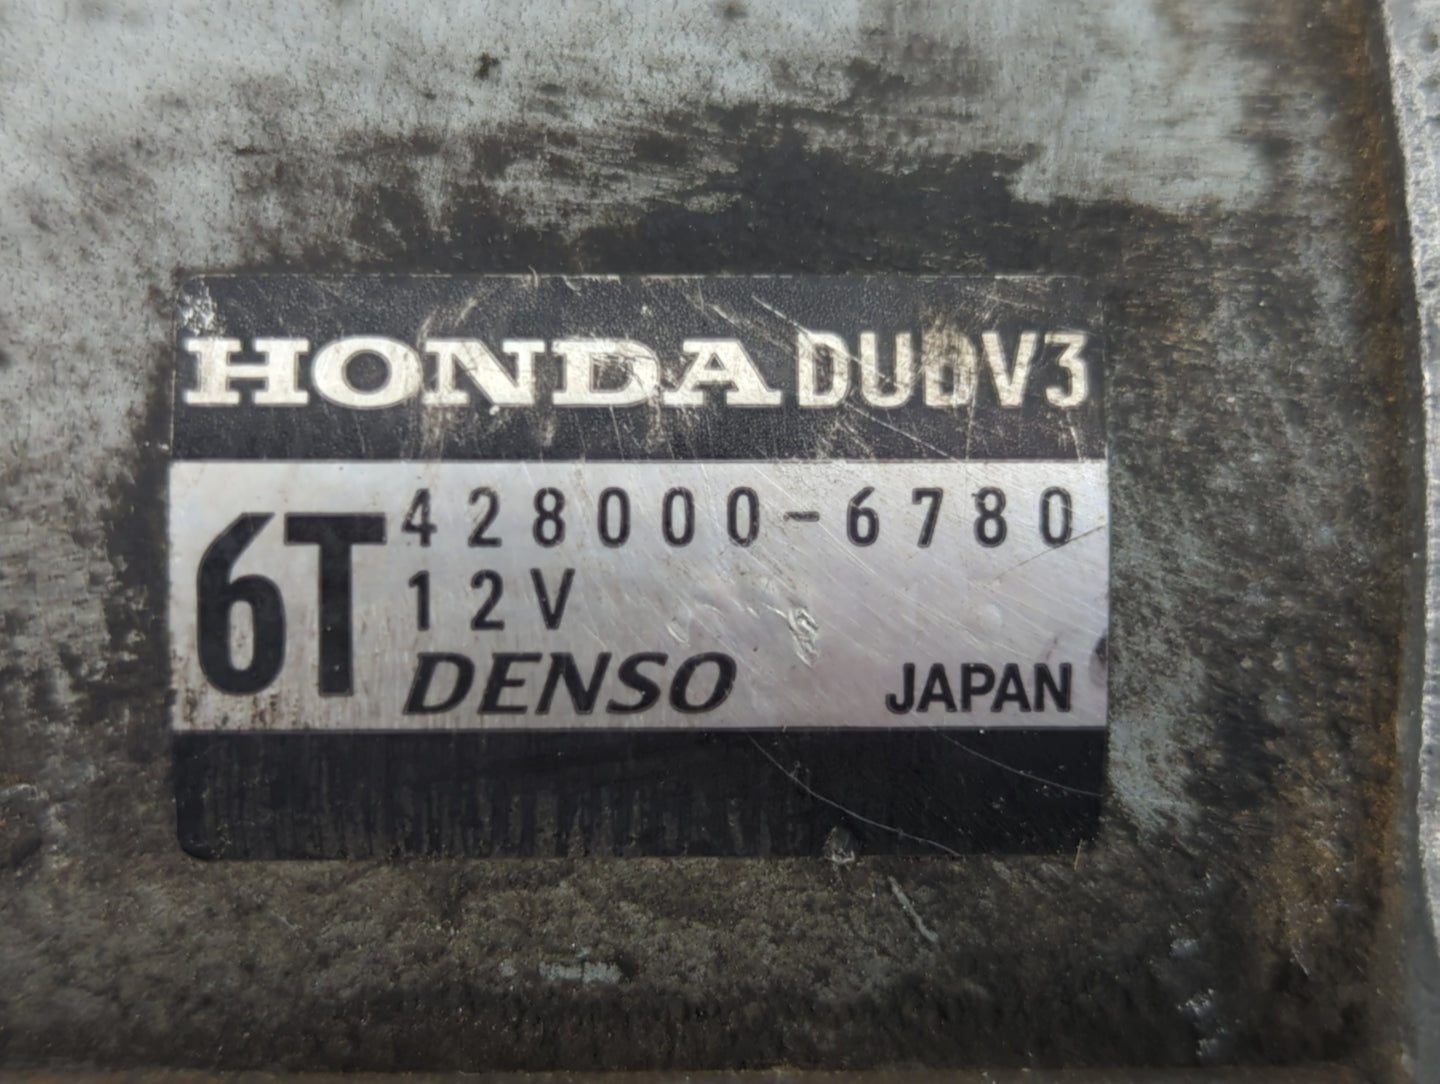 HONDA DUDV3
6T 428000-6780
12V
DENSO JAPAN